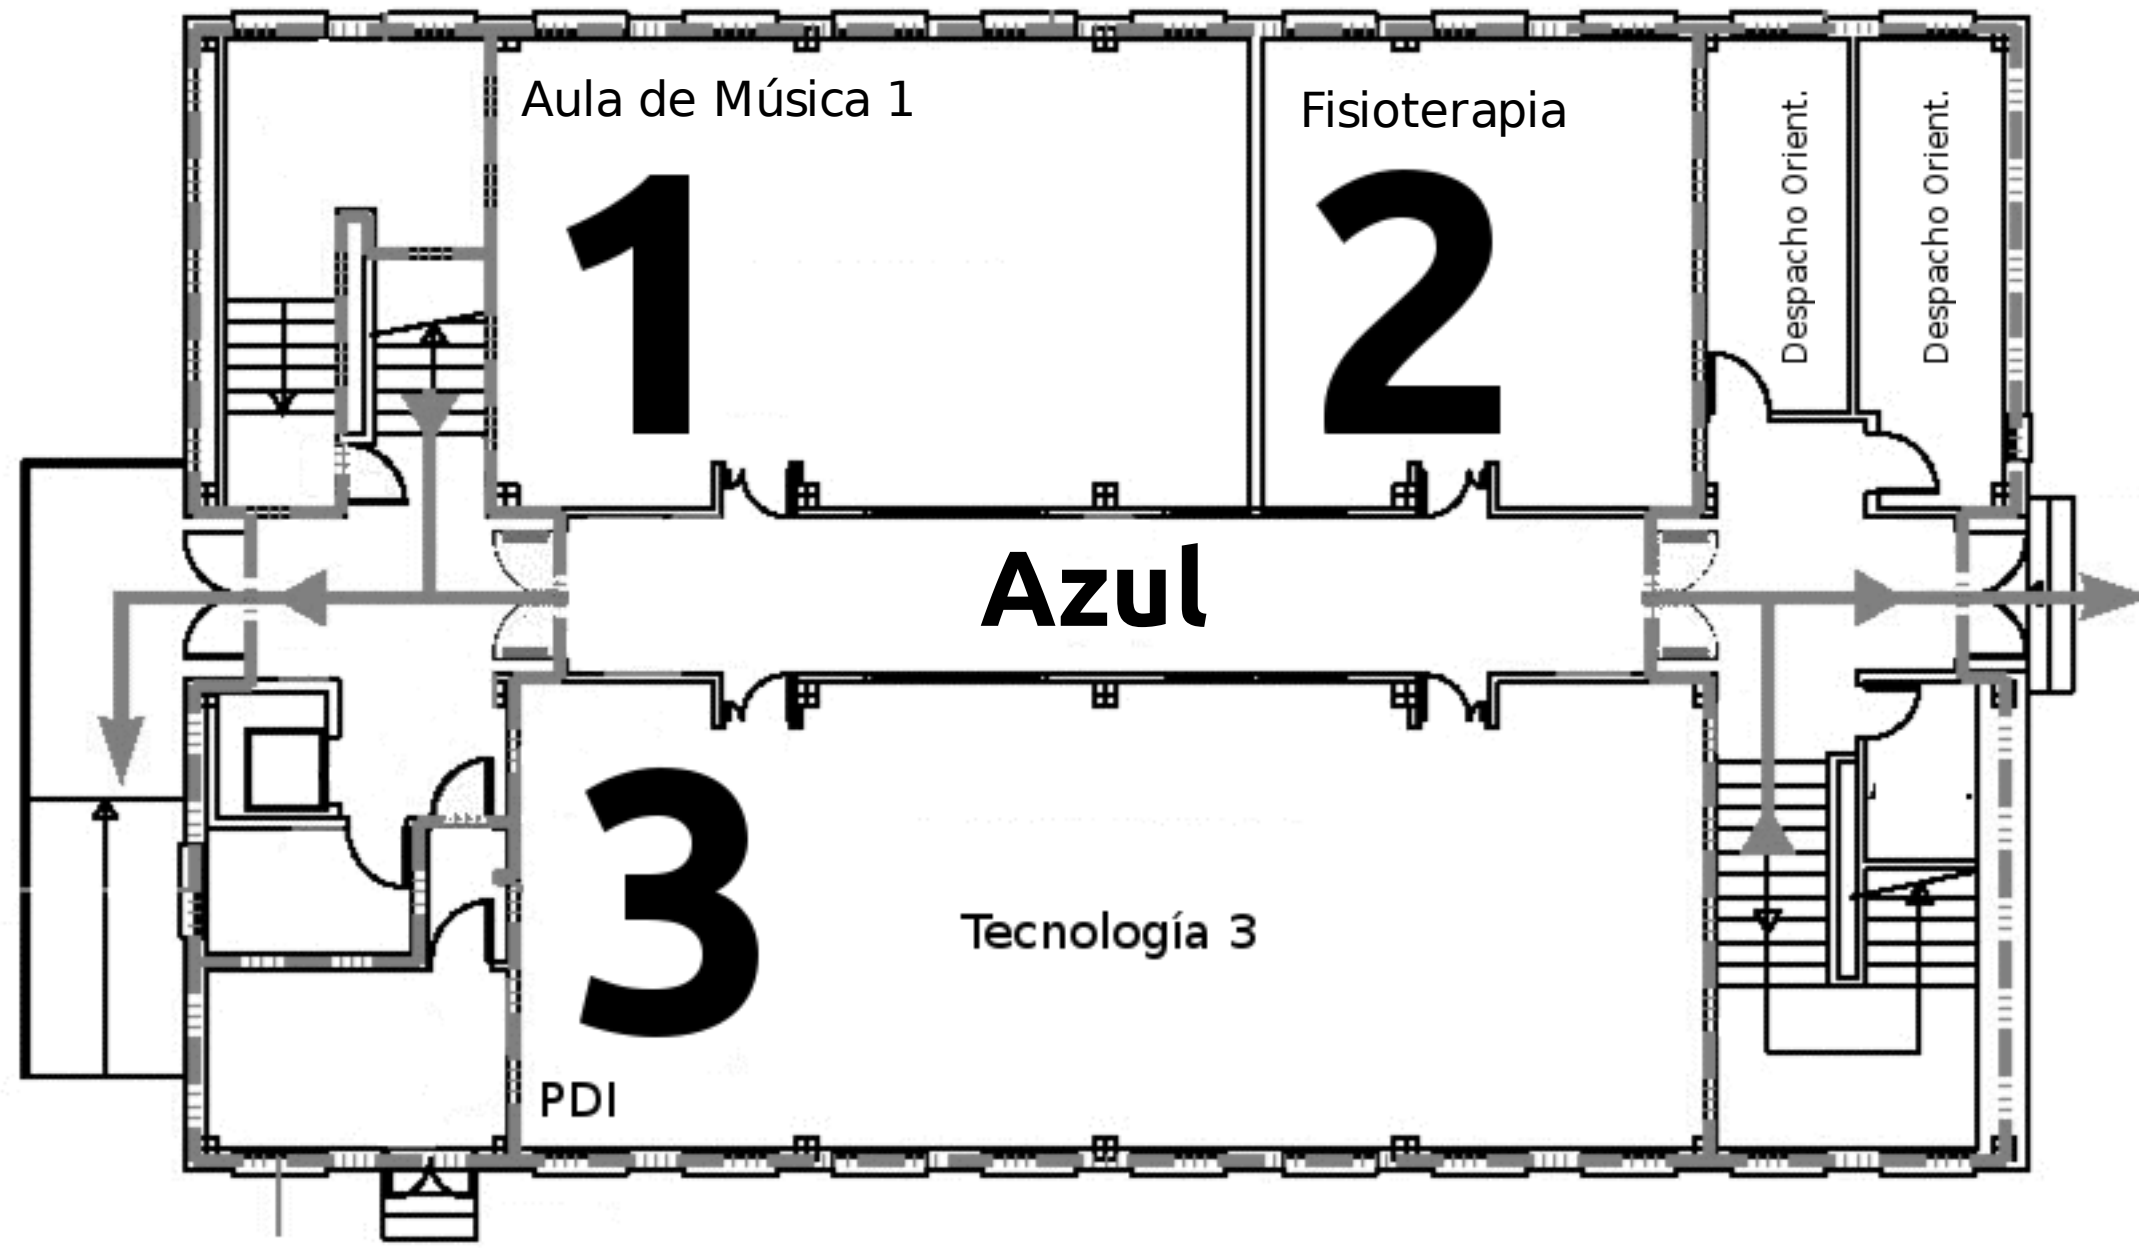 Aula de Música 1
1
Fisioterapia
2
Despacho Orient.
Despacho Orient.
Azul
3
Tecnología 3
PDI